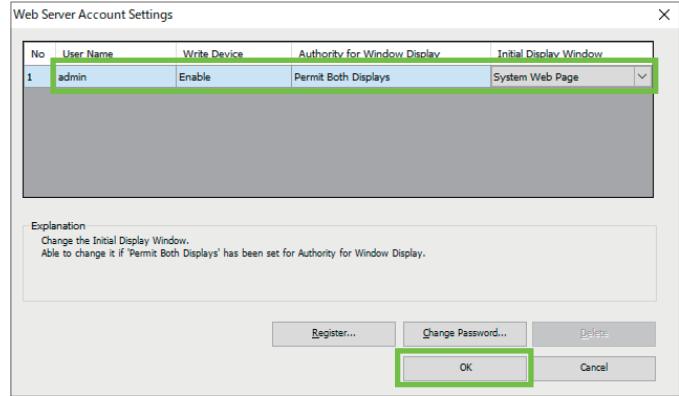 Web Server Account Settings
No User Name Write Device Authority for Window Display Initial Display Window
1 admin Enable Permit Both Displays System Web Page
Explanation
Change the Initial Display Window.
Able to change it if 'Permit Both Displays' has been set for Authority for Window Display.
Register... Change Password... Delete
OK Cancel